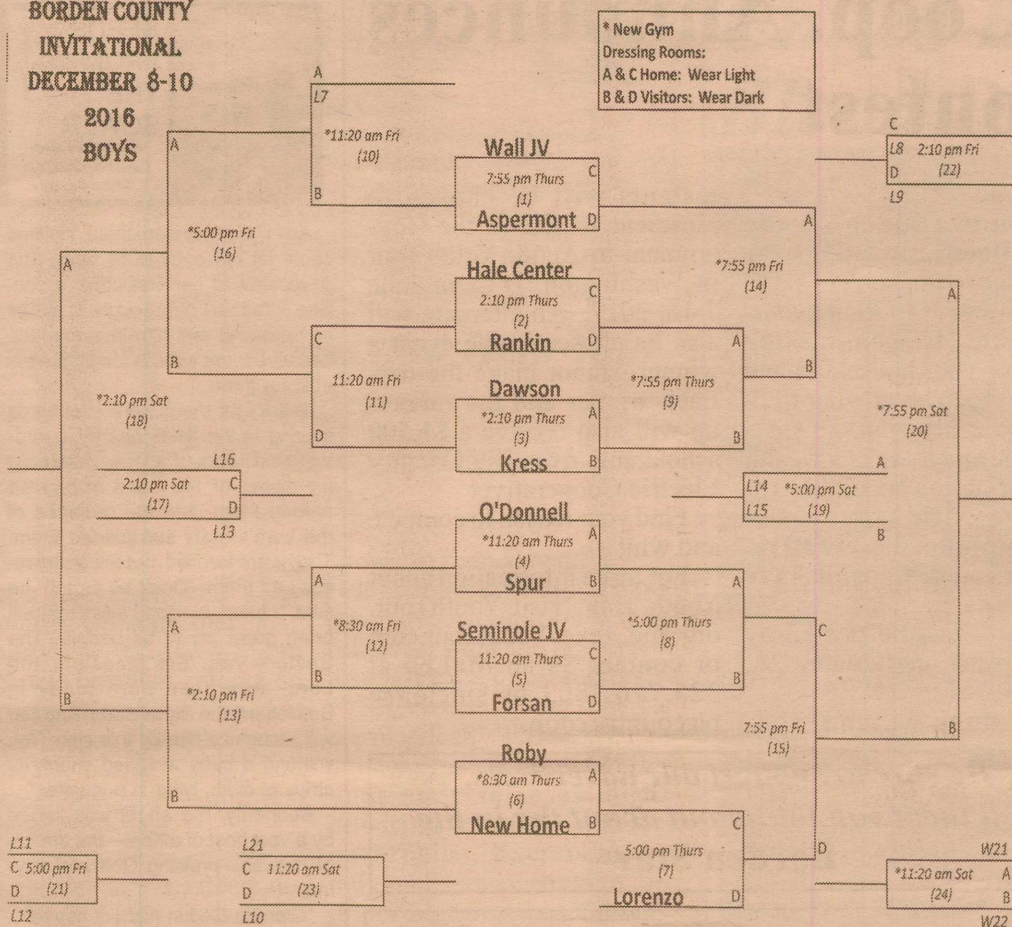 BORDEN COUNTY
INVITATIONAL
DECEMBER 8-10
2016
BOYS
* New Gym
Dressing Rooms:
A & C Home: Wear Light
B & D Visitors: Wear Dark
A
L7
*11:20 am Fri
(10)
B
A
*5:00 pm Fri
(16)
B
A
*2:10 pm Sat
(18)
B
C
11:20 am Fri
(11)
D
L16
2:10 pm Sat C
(17) D
L13
A
*8:30 am Fri
(12)
B
A
*2:10 pm Fri
(13)
B
Wall JV
7:55 pm Thurs C
(1)
Aspermont D
Hale Center
2:10 pm Thurs C
(2)
Rankin D
Dawson
*2:10 pm Thurs A
(3)
Kress B
O'Donnell
*11:20 am Thurs A
(4)
Spur B
Seminole JV
11:20 am Thurs C
(5)
Forsan D
Roby
*8:30 am Thurs A
(6)
New Home B
C
5:00 pm Thurs
(7)
Lorenzo D
A
*7:55 pm Thurs
(9)
B
A
*5:00 pm Thurs
(8)
B
A
*7:55 pm Fri
(14)
B
C
7:55 pm Fri
(15)
D
A
*7:55 pm Sat
(20)
B
C
L8 2:10 pm Fri
D (22)
L9
A
L14 *5:00 pm Sat
L15 (19)
B
L11
C 5:00 pm Fri
D (21)
L12
L21
C 11:20 am Sat
D (23)
L10
W21
*11:20 am Sat A
(24) B
W22